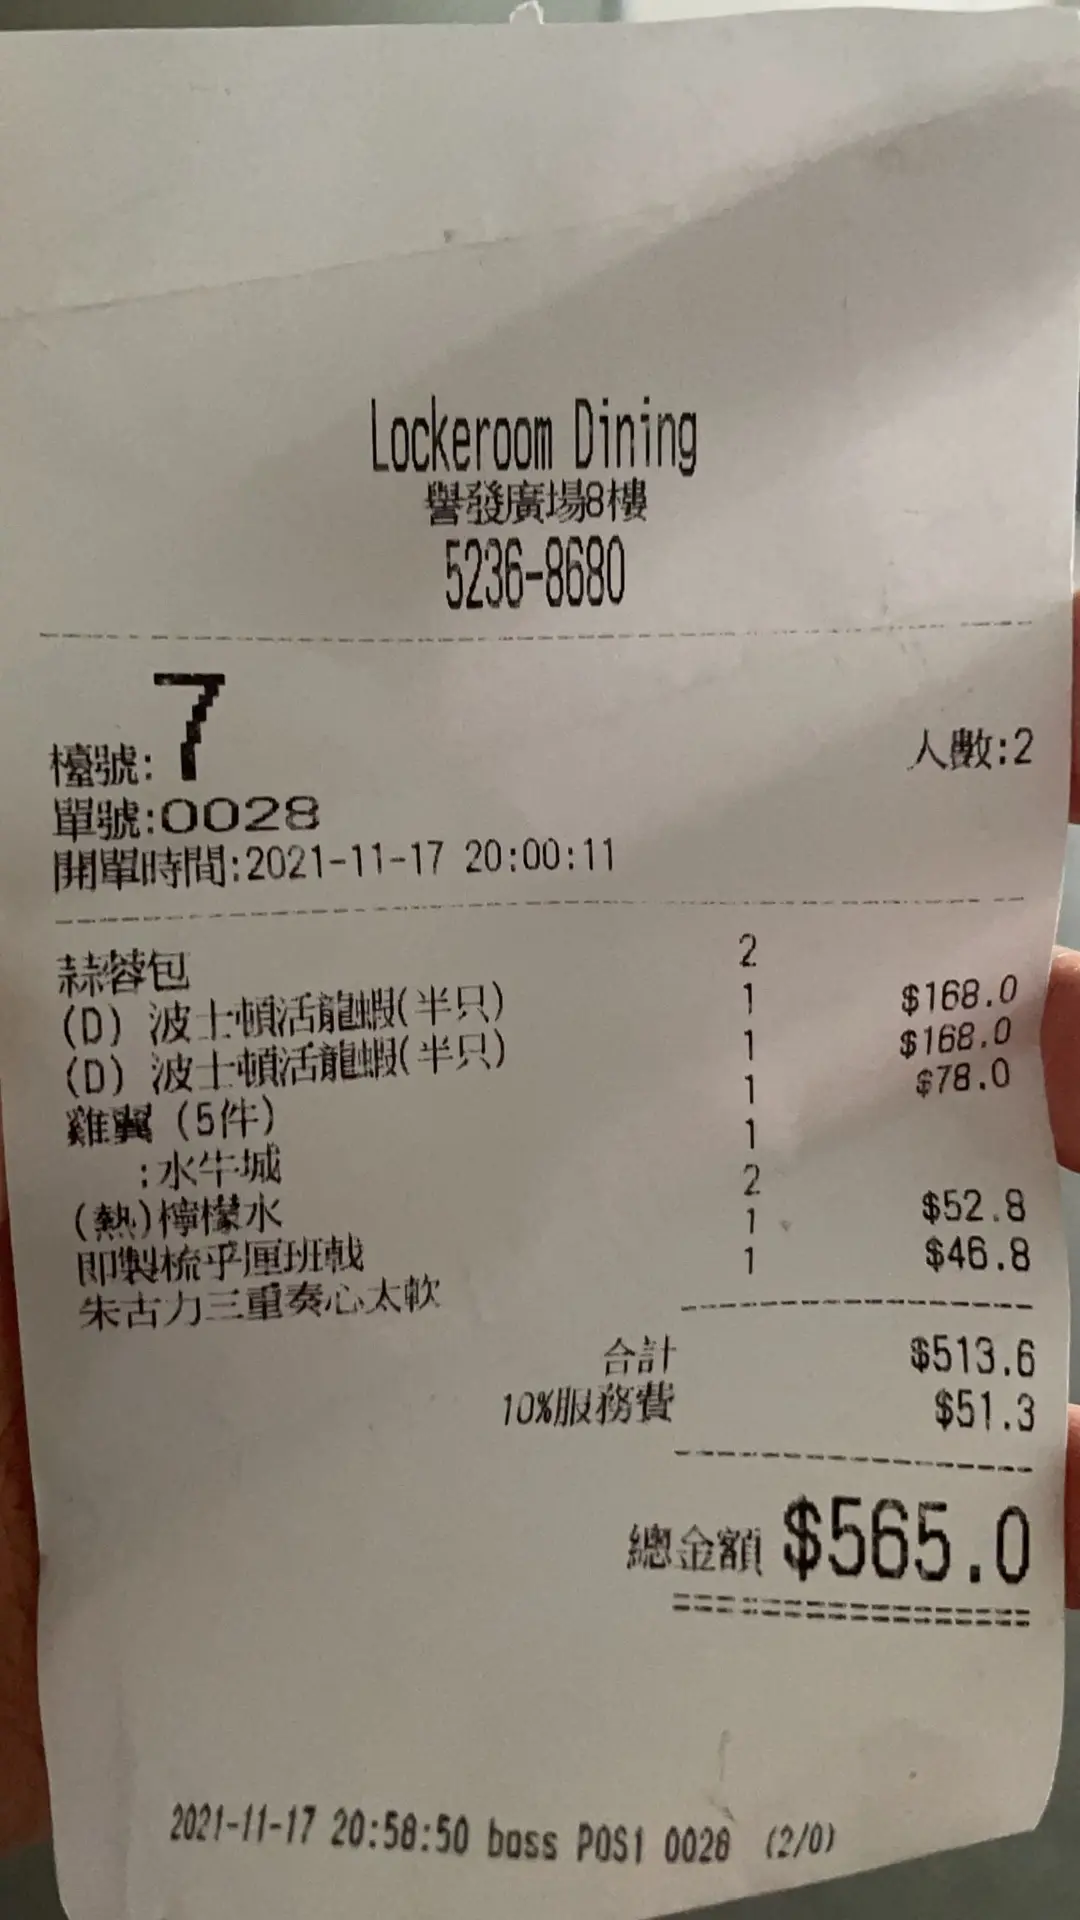 Lockeroom Dining
譽發廣場8樓
5236-8680
檯號:7 人數:2
單號:0028
開單時間:2021-11-17 20:00:11
蒜蓉包 2
(D) 波士頓活龍蝦(半只) 1 $168.0
(D) 波士頓活龍蝦(半只) 1 $168.0
雞翼 (5件) 1 $78.0
:水牛城 1
(熱)檸檬水 2
即製梳乎厘班戟 1 $52.8
朱古力三重奏心太軟 1 $46.8
合計 $513.6
10%服務費 $51.3
總金額 $565.0
2021-11-17 20:58:50 boss POS1 0028 (2/0)